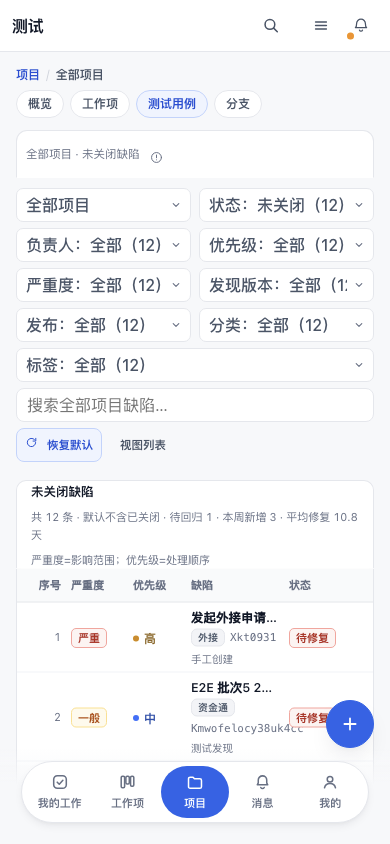 测试
项目 / 全部项目
概览 工作项 测试用例 分支
全部项目 · 未关闭缺陷
全部项目 状态：未关闭（12）
负责人：全部（12） 优先级：全部（12）
严重度：全部（12） 发现版本：全部（1
发布：全部（12） 分类：全部（12）
标签：全部（12）
搜索全部项目缺陷...
恢复默认 视图列表
未关闭缺陷
共 12 条 · 默认不含已关闭 · 待回归 1 · 本周新增 3 · 平均修复 10.8
天
严重度=影响范围；优先级=处理顺序
序号 严重度 优先级 缺陷 状态
发起外接申请...
1 严重 高 外接 Xkt0931 待修复
手工创建
E2E 批次5 2...
资金通
2 一般 中 Kmwofelocy38uk4cc 待修复
测试发现
我的工作 工作项 项目 消息 我的